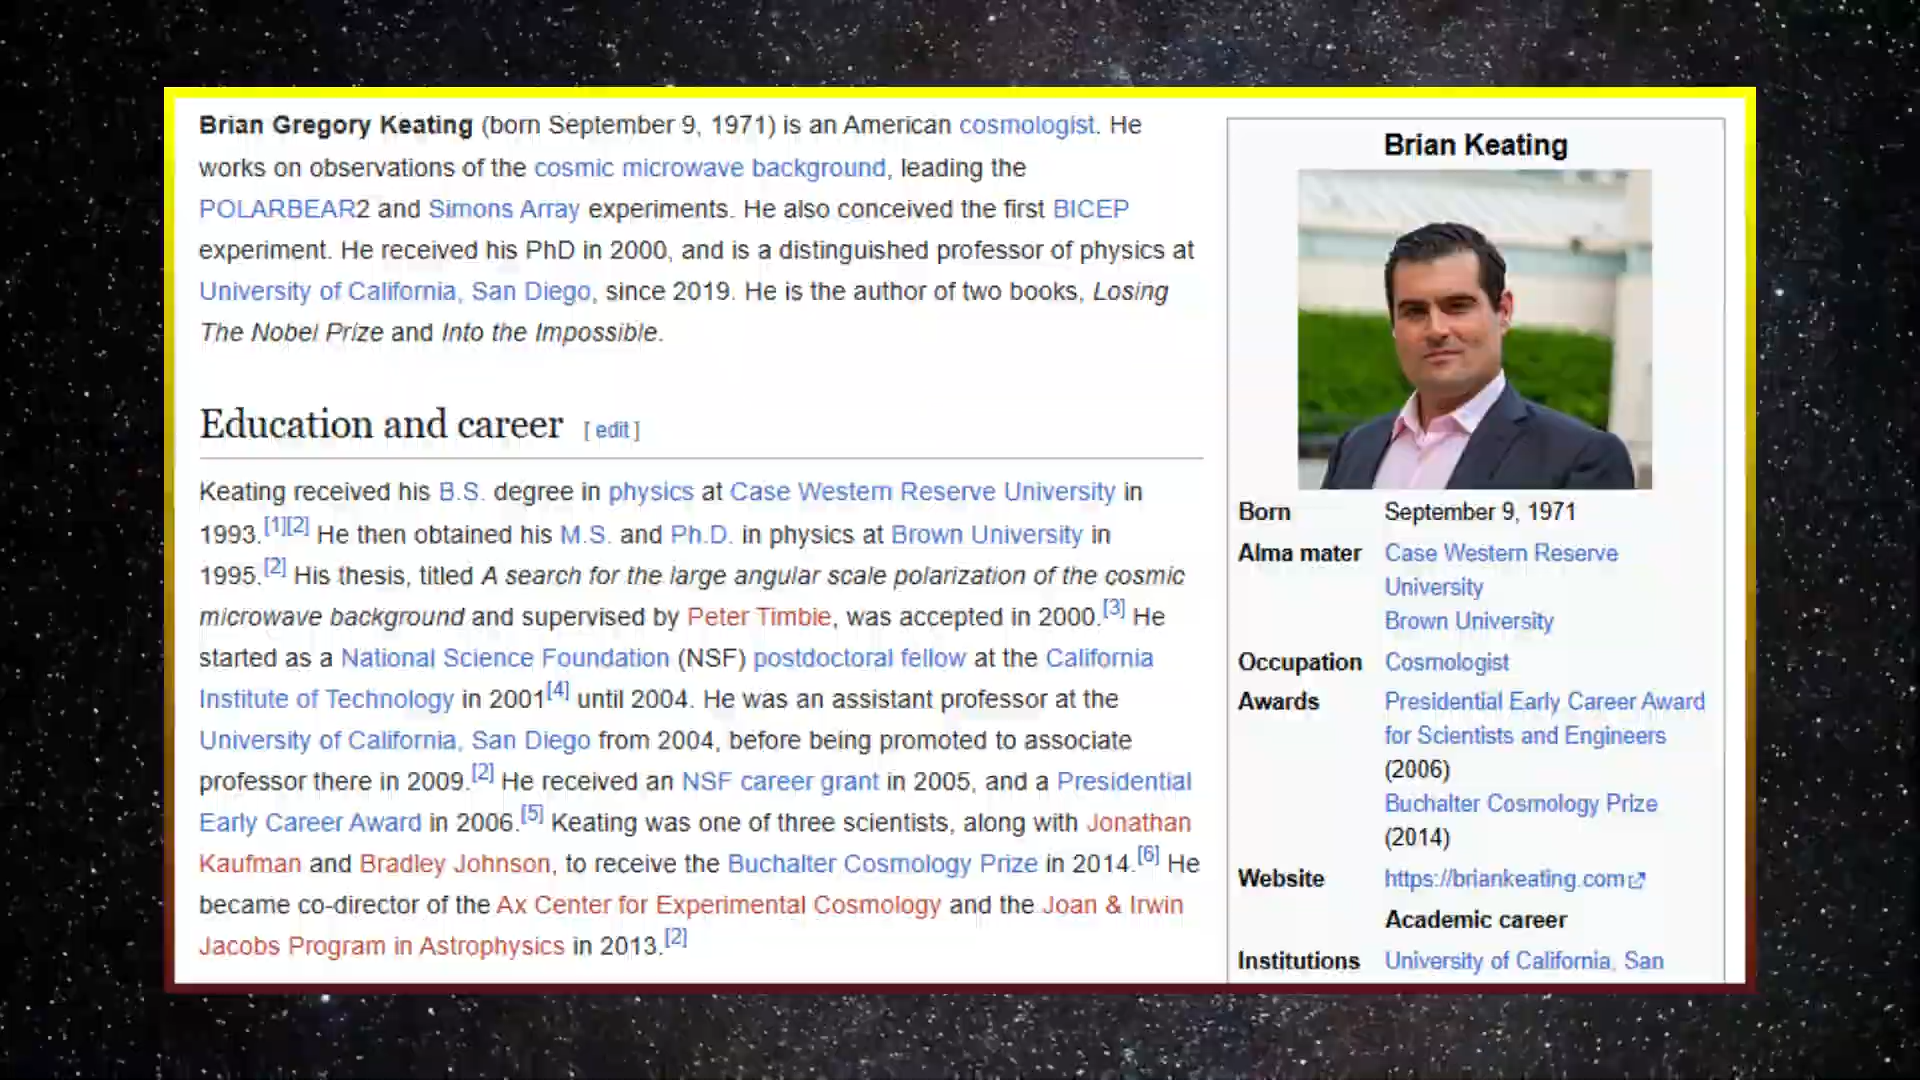 Brian Gregory Keating (born September 9, 1971) is an American cosmologist. He
works on observations of the cosmic microwave background, leading the
POLARBEAR2 and Simons Array experiments. He also conceived the first BICEP
experiment. He received his PhD in 2000, and is a distinguished professor of physics at
University of California, San Diego, since 2019. He is the author of two books, Losing
The Nobel Prize and Into the Impossible.
Education and career [ edit ]
Keating received his B.S. degree in physics at Case Western Reserve University in
1993.[1][2] He then obtained his M.S. and Ph.D. in physics at Brown University in
1995.[2] His thesis, titled A search for the large angular scale polarization of the cosmic
microwave background and supervised by Peter Timbie, was accepted in 2000.[3] He
started as a National Science Foundation (NSF) postdoctoral fellow at the California
Institute of Technology in 2001[4] until 2004. He was an assistant professor at the
University of California, San Diego from 2004, before being promoted to associate
professor there in 2009.[2] He received an NSF career grant in 2005, and a Presidential
Early Career Award in 2006.[5] Keating was one of three scientists, along with Jonathan
Kaufman and Bradley Johnson, to receive the Buchalter Cosmology Prize in 2014.[6] He
became co-director of the Ax Center for Experimental Cosmology and the Joan & Irwin
Jacobs Program in Astrophysics in 2013.[2]
Brian Keating
Born September 9, 1971
Alma mater Case Western Reserve
University
Brown University
Occupation Cosmologist
Awards Presidential Early Career Award
for Scientists and Engineers
(2006)
Buchalter Cosmology Prize
(2014)
Website https://briankeating.com
Academic career
Institutions University of California, San